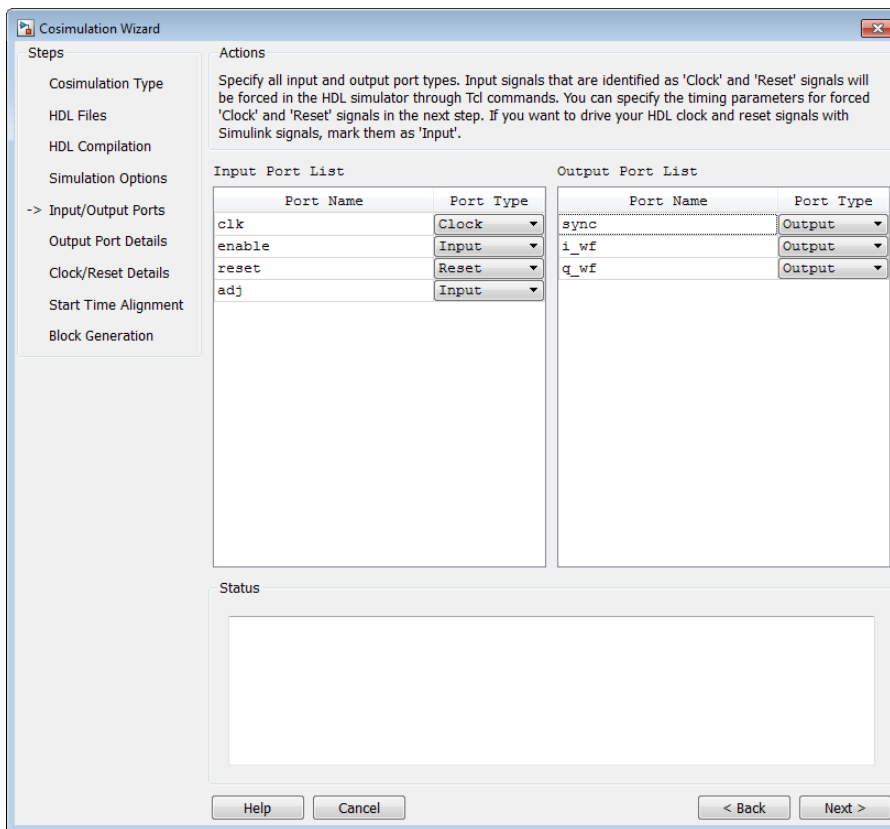 Cosimulation Wizard
Steps
Cosimulation Type
HDL Files
HDL Compilation
Simulation Options
-> Input/Output Ports
Output Port Details
Clock/Reset Details
Start Time Alignment
Block Generation
Actions
Specify all input and output port types. Input signals that are identified as 'Clock' and 'Reset' signals will
be forced in the HDL simulator through Tcl commands. You can specify the timing parameters for forced
'Clock' and 'Reset' signals in the next step. If you want to drive your HDL clock and reset signals with
Simulink signals, mark them as 'Input'.
Input Port List
Port Name Port Type
clk Clock
enable Input
reset Reset
adj Input
Output Port List
Port Name Port Type
sync Output
i_wf Output
q_wf Output
Status
Help Cancel < Back Next >